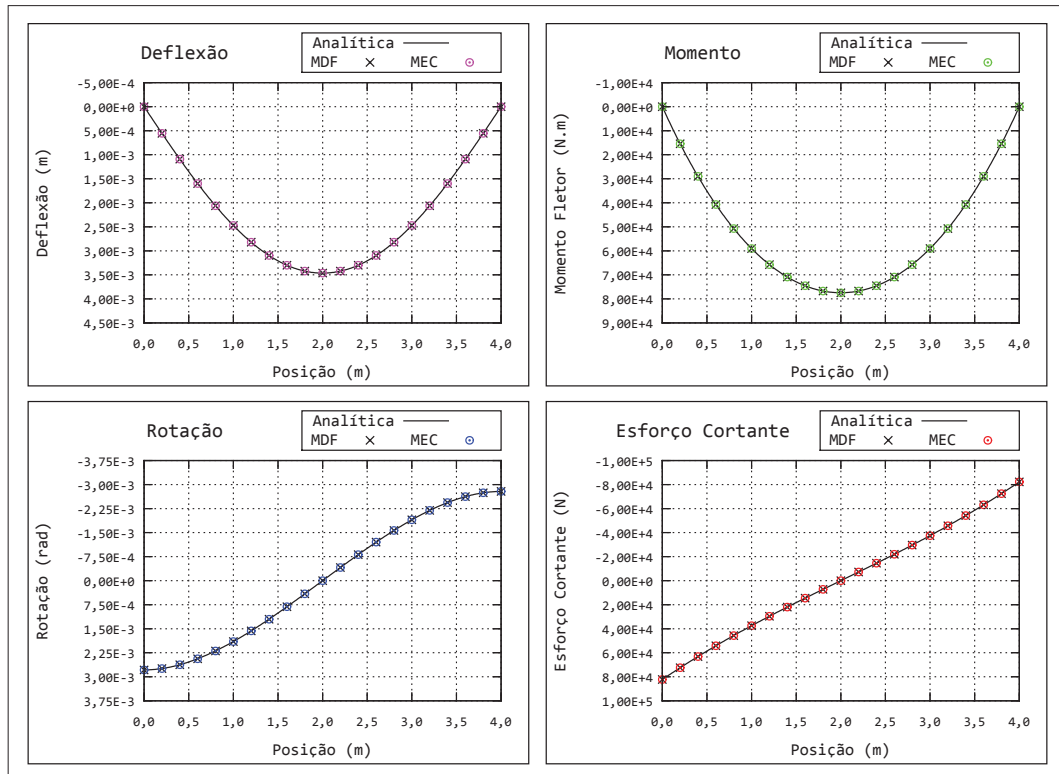 Deflexão
Analítica
MDF MEC
-5,00E-4
0,00E+0
5,00E-4
1,00E-3
1,50E-3
2,00E-3
2,50E-3
3,00E-3
3,50E-3
4,00E-3
4,50E-3
Deflexão (m)
0,0 0,5 1,0 1,5 2,0 2,5 3,0 3,5 4,0
Posição (m)
Momento
Analítica
MDF MEC
-1,00E+4
0,00E+0
1,00E+4
2,00E+4
3,00E+4
4,00E+4
5,00E+4
6,00E+4
7,00E+4
8,00E+4
9,00E+4
Momento Fletor (N.m)
0,0 0,5 1,0 1,5 2,0 2,5 3,0 3,5 4,0
Posição (m)
Rotação
Analítica
MDF MEC
-3,75E-3
-3,00E-3
-2,25E-3
-1,50E-3
-7,50E-4
0,00E+0
7,50E-4
1,50E-3
2,25E-3
3,00E-3
3,75E-3
Rotação (rad)
0,0 0,5 1,0 1,5 2,0 2,5 3,0 3,5 4,0
Posição (m)
Esforço Cortante
Analítica
MDF MEC
-1,00E+5
-8,00E+4
-6,00E+4
-4,00E+4
-2,00E+4
0,00E+0
2,00E+4
4,00E+4
6,00E+4
8,00E+4
1,00E+5
Esforço Cortante (N)
0,0 0,5 1,0 1,5 2,0 2,5 3,0 3,5 4,0
Posição (m)